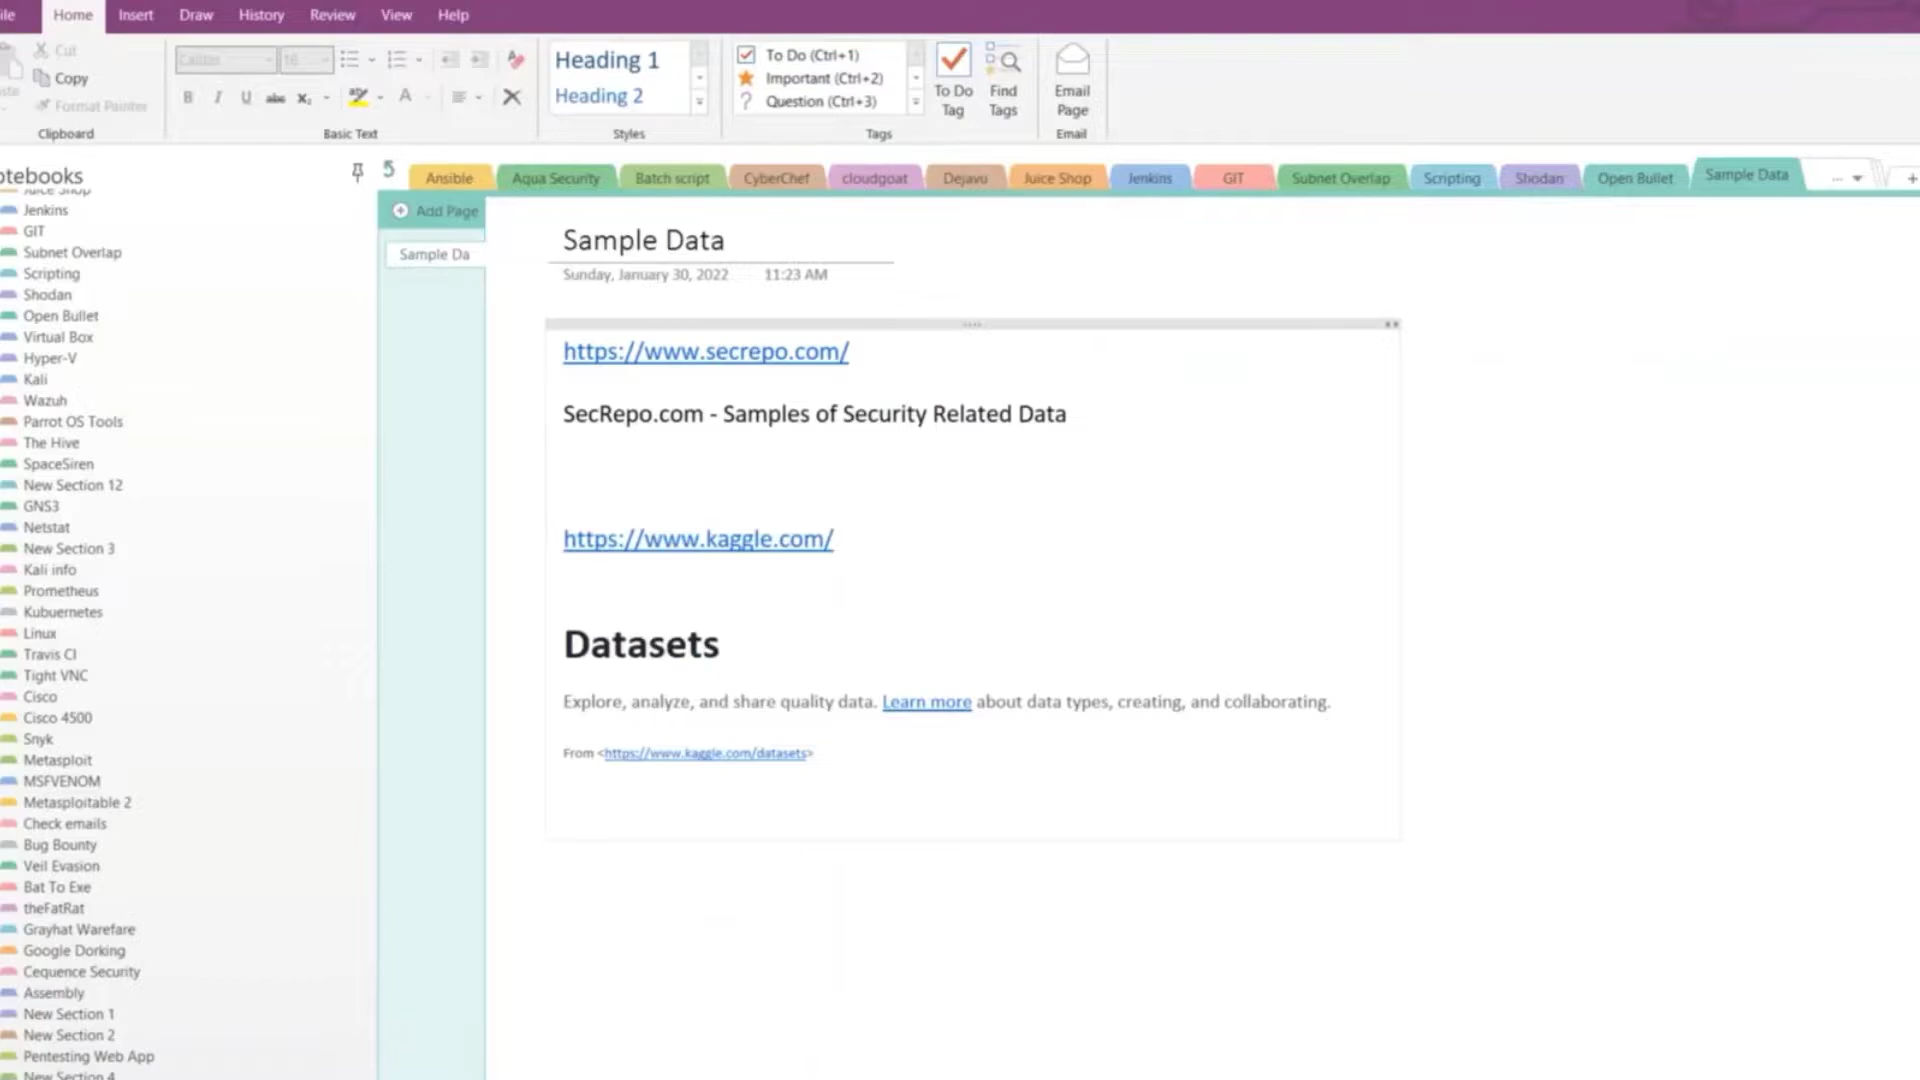 Home Insert Draw History Review View Help
Cut
Copy
Format Painter
Clipboard
Calibri 16
B I U abc X₂ A
Basic Text
Heading 1
Heading 2
Styles
To Do (Ctrl+1)
Important (Ctrl+2)
Question (Ctrl+3)
To Do
Tag
Find
Tags
Tags
Email
Page
Email
otebooks
Juice Shop
Jenkins
GIT
Subnet Overlap
Scripting
Shodan
Open Bullet
Virtual Box
Hyper-V
Kali
Wazuh
Parrot OS Tools
The Hive
SpaceSiren
New Section 12
GNS3
Netstat
New Section 3
Kali info
Prometheus
Kubuernetes
Linux
Travis CI
Tight VNC
Cisco
Cisco 4500
Snyk
Metasploit
MSFVENOM
Metasploitable 2
Check emails
Bug Bounty
Veil Evasion
Bat To Exe
theFatRat
Grayhat Warefare
Google Dorking
Cequence Security
Assembly
New Section 1
New Section 2
Pentesting Web App
New Section 4
Ansible Aqua Security Batch script CyberChef cloudgoat Dejavu Juice Shop Jenkins GIT Subnet Overlap Scripting Shodan Open Bullet Sample Data ...
Add Page
Sample Da
Sample Data
Sunday, January 30, 2022 11:23 AM
https://www.secrepo.com/
SecRepo.com - Samples of Security Related Data
https://www.kaggle.com/
Datasets
Explore, analyze, and share quality data. Learn more about data types, creating, and collaborating.
From <https://www.kaggle.com/datasets>